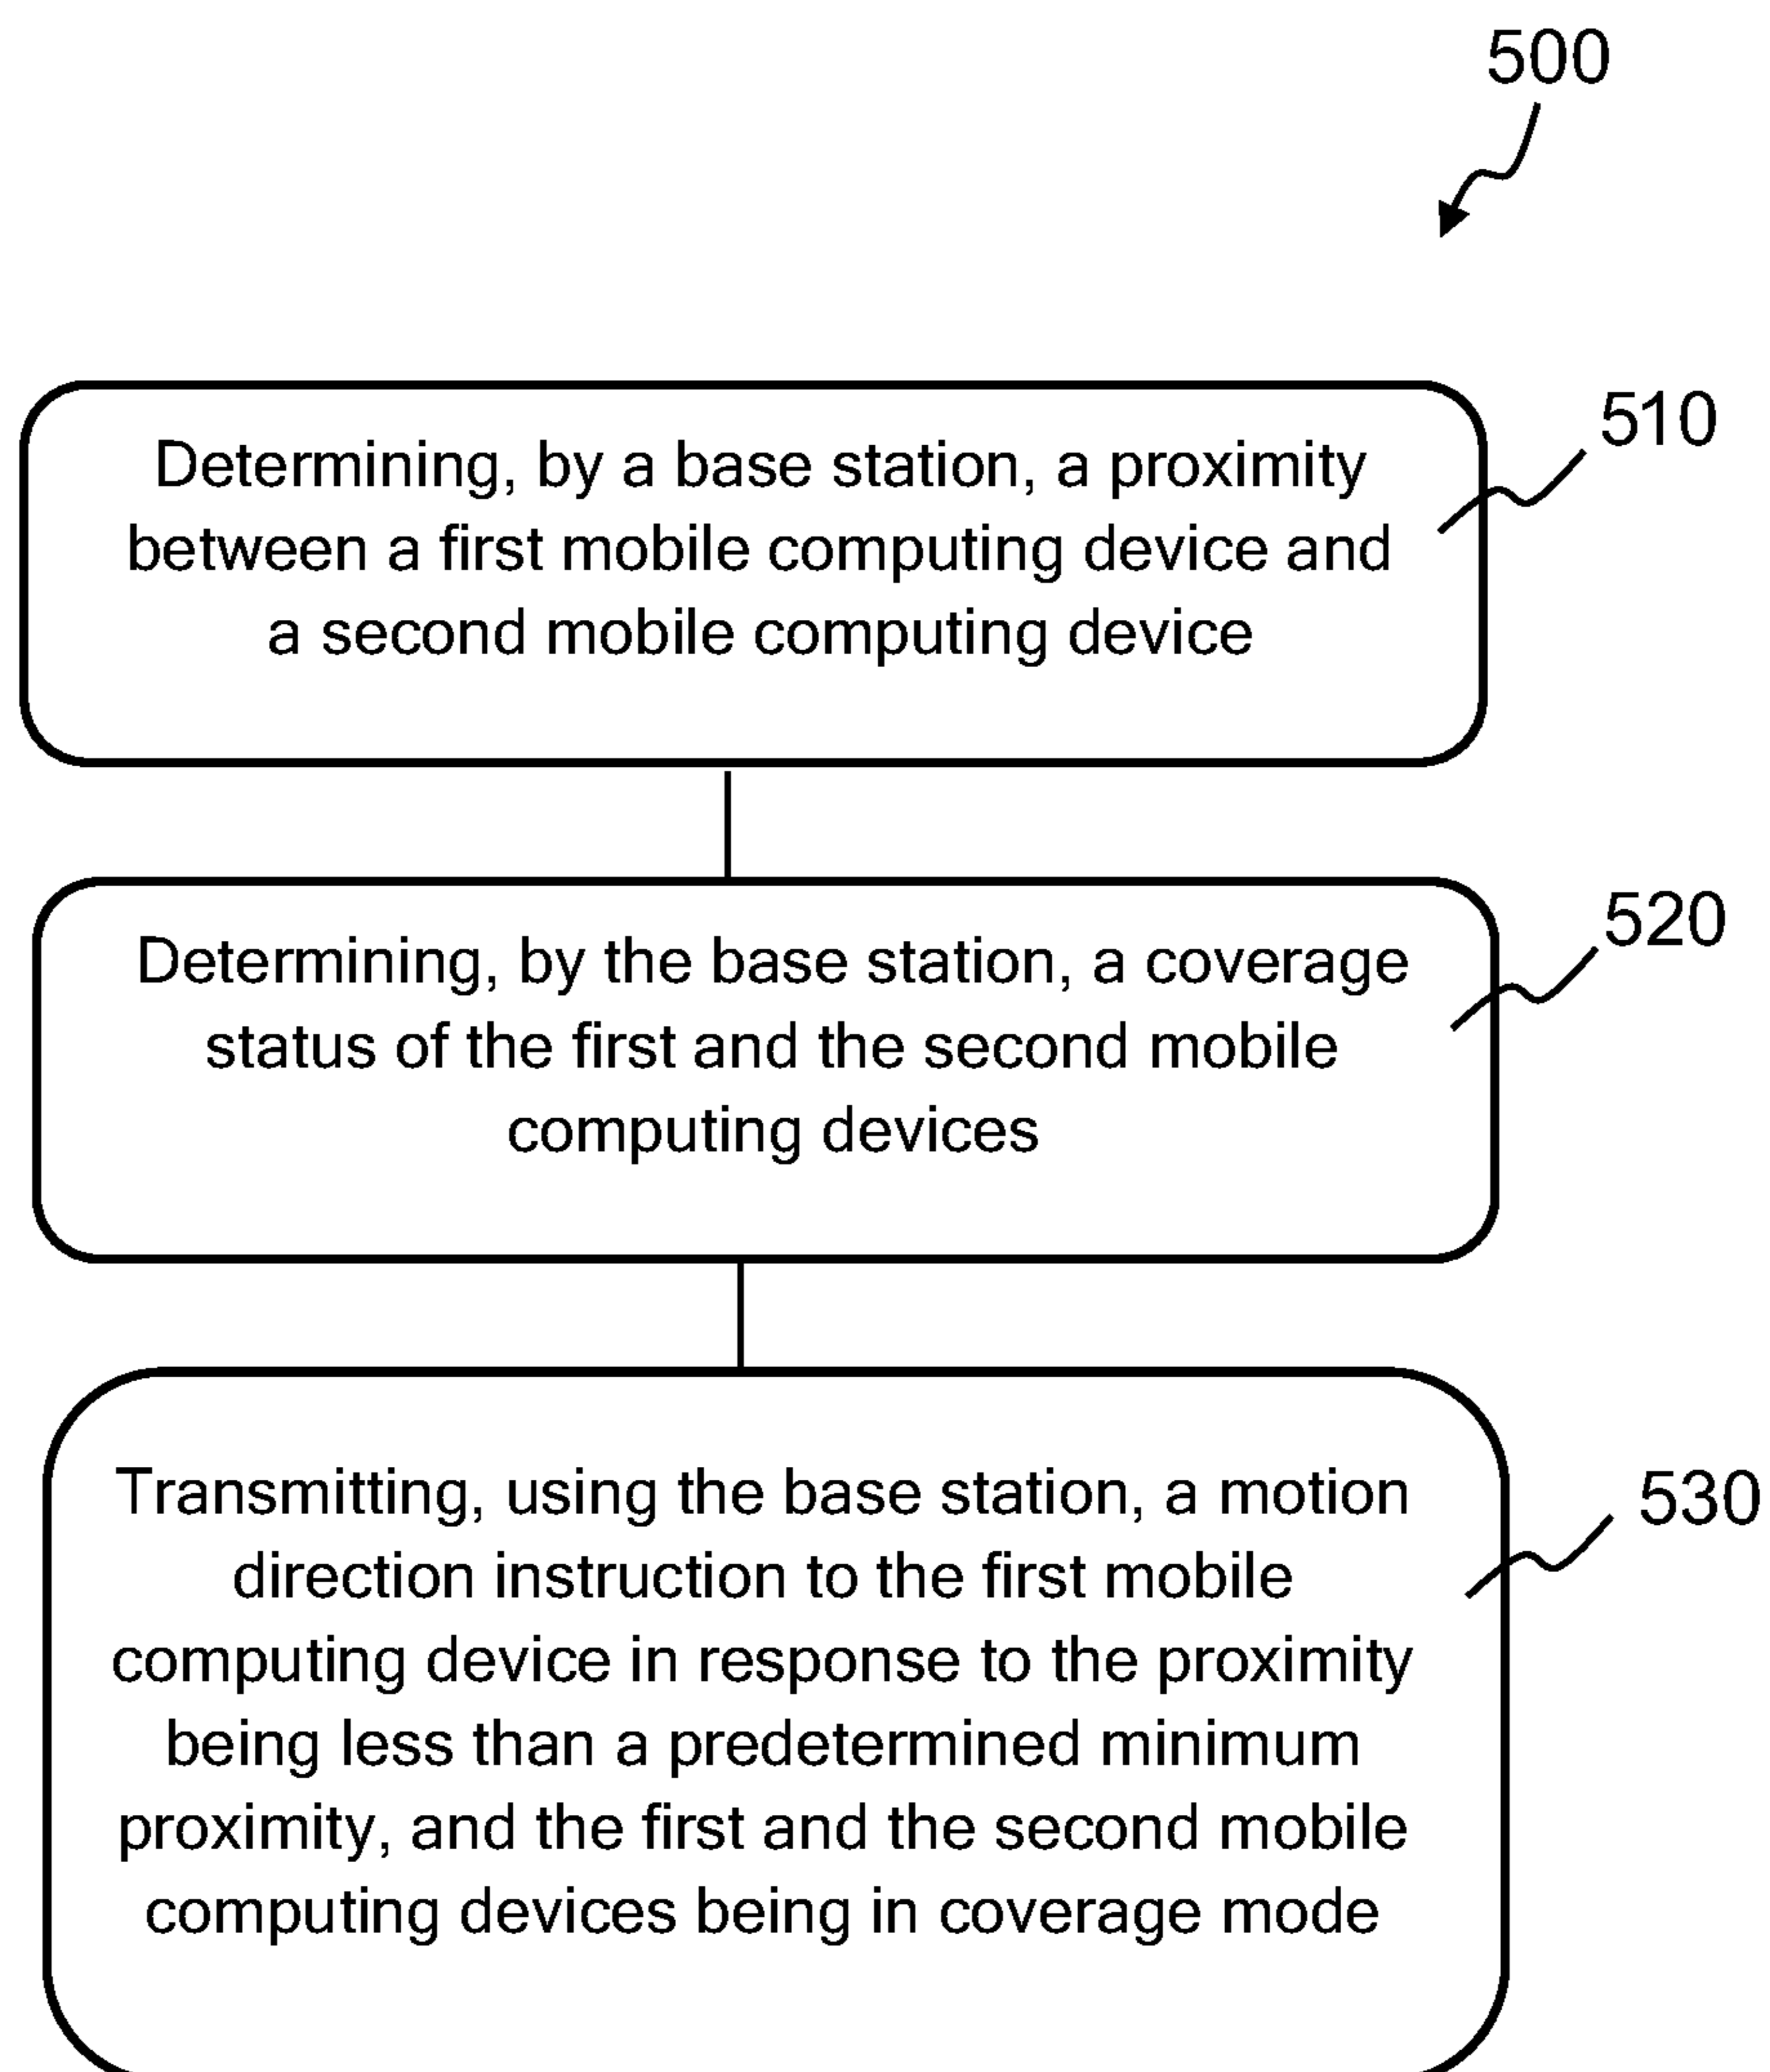 500
510
Determining, by a base station, a proximity
between a first mobile computing device and
a second mobile computing device
520
Determining, by the base station, a coverage
status of the first and the second mobile
computing devices
530
Transmitting, using the base station, a motion
direction instruction to the first mobile
computing device in response to the proximity
being less than a predetermined minimum
proximity, and the first and the second mobile
computing devices being in coverage mode